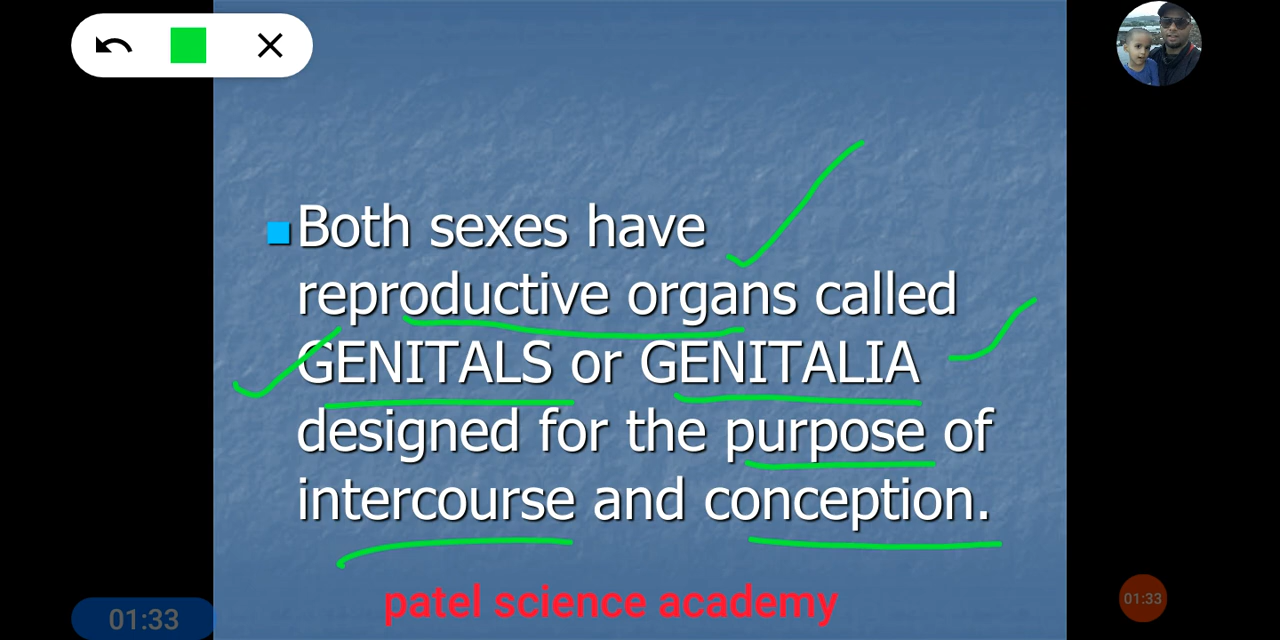 Both sexes have
reproductive organs called
GENITALS or GENITALIA
designed for the purpose of
intercourse and conception.
patel science academy
01:33
01:33